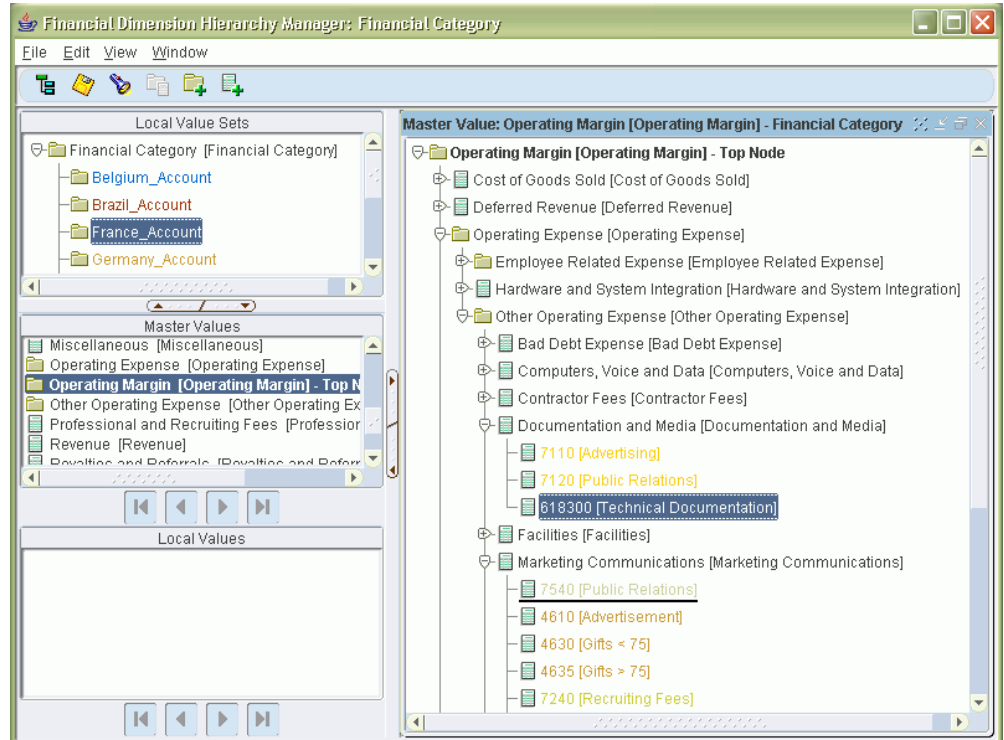 Financial Dimension Hierarchy Manager: Financial Category
File Edit View Window
Local Value Sets
Financial Category [Financial Category]
Belgium_Account
Brazil_Account
France_Account
Germany_Account
Master Values
Miscellaneous [Miscellaneous]
Operating Expense [Operating Expense]
Operating Margin [Operating Margin] - Top N
Other Operating Expense [Other Operating Ex
Professional and Recruiting Fees [Profession
Revenue [Revenue]
Royalties and Referrals [Royalties and Referr
Local Values
Master Value: Operating Margin [Operating Margin] - Financial Category
Operating Margin [Operating Margin] - Top Node
Cost of Goods Sold [Cost of Goods Sold]
Deferred Revenue [Deferred Revenue]
Operating Expense [Operating Expense]
Employee Related Expense [Employee Related Expense]
Hardware and System Integration [Hardware and System Integration]
Other Operating Expense [Other Operating Expense]
Bad Debt Expense [Bad Debt Expense]
Computers, Voice and Data [Computers, Voice and Data]
Contractor Fees [Contractor Fees]
Documentation and Media [Documentation and Media]
7110 [Advertising]
7120 [Public Relations]
618300 [Technical Documentation]
Facilities [Facilities]
Marketing Communications [Marketing Communications]
7540 [Public Relations]
4610 [Advertisement]
4630 [Gifts < 75]
4635 [Gifts > 75]
7240 [Recruiting Fees]